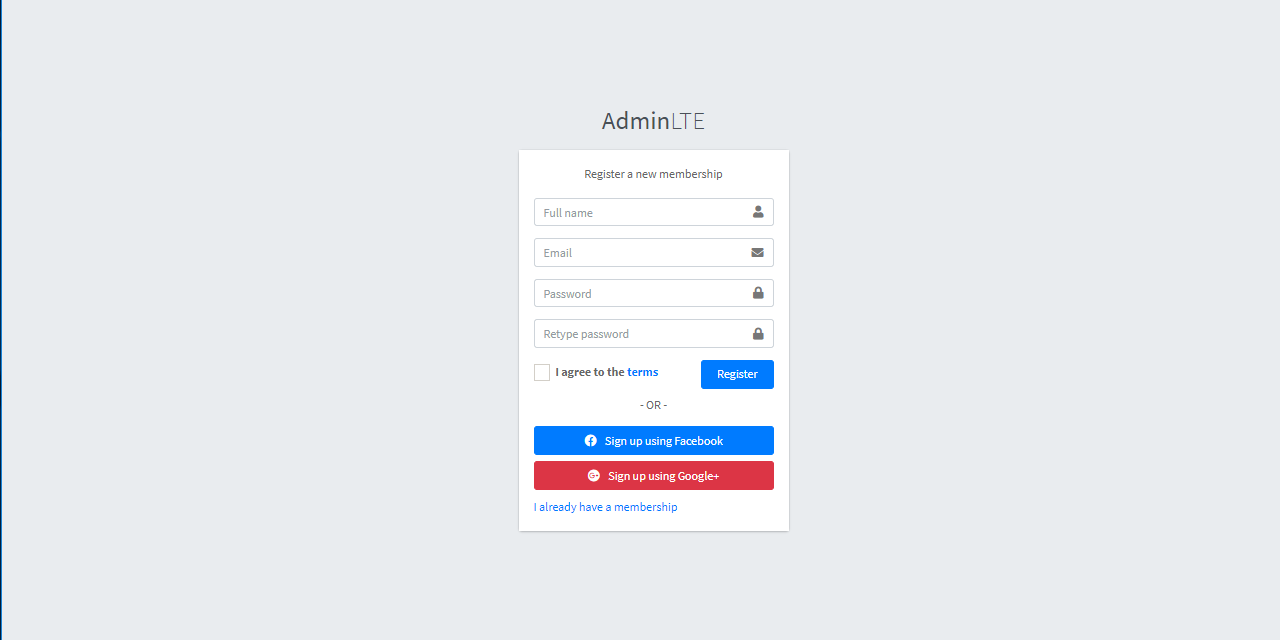 AdminLTE
Register a new membership
Full name
Email
Password
Retype password
I agree to the terms
Register
- OR -
Sign up using Facebook
Sign up using Google+
I already have a membership